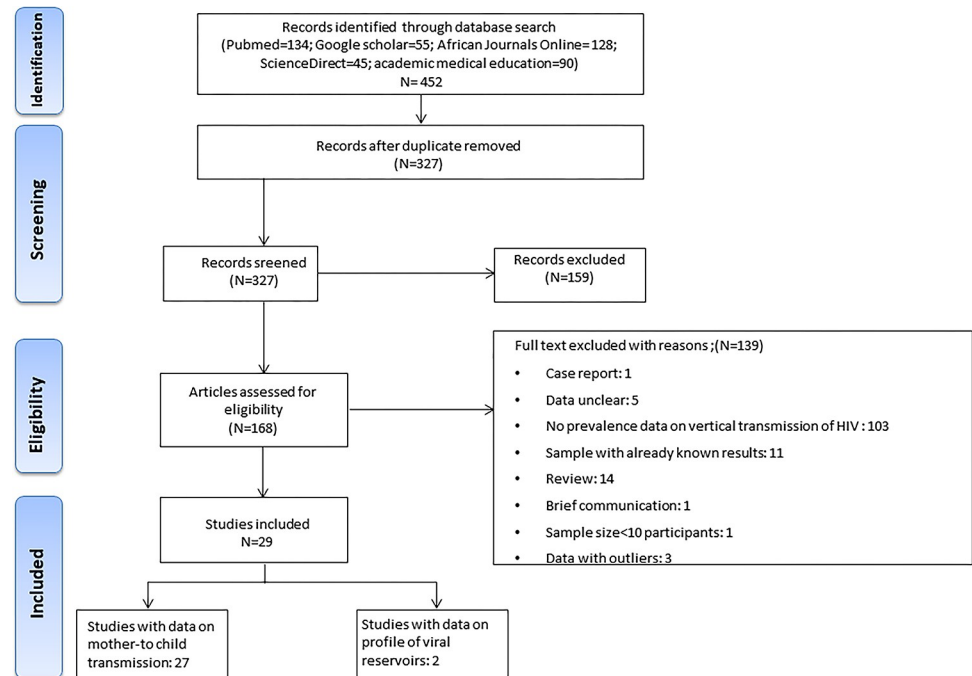 Identification
Records identified through database search
(Pubmed=134; Google scholar=55; African Journals Online= 128;
ScienceDirect=45; academic medical education=90)
N= 452
Screening
Records after duplicate removed
(N=327)
Records sreened
(N=327)
Records excluded
(N=159)
Eligibility
Articles assessed for
eligibility
(N=168)
Full text excluded with reasons ;(N=139)
• Case report: 1
• Data unclear: 5
• No prevalence data on vertical transmission of HIV : 103
• Sample with already known results: 11
• Review: 14
• Brief communication: 1
• Sample size<10 participants: 1
• Data with outliers: 3
Included
Studies included
N=29
Studies with data on
mother-to child
transmission: 27
Studies with data on
profile of viral
reservoirs: 2